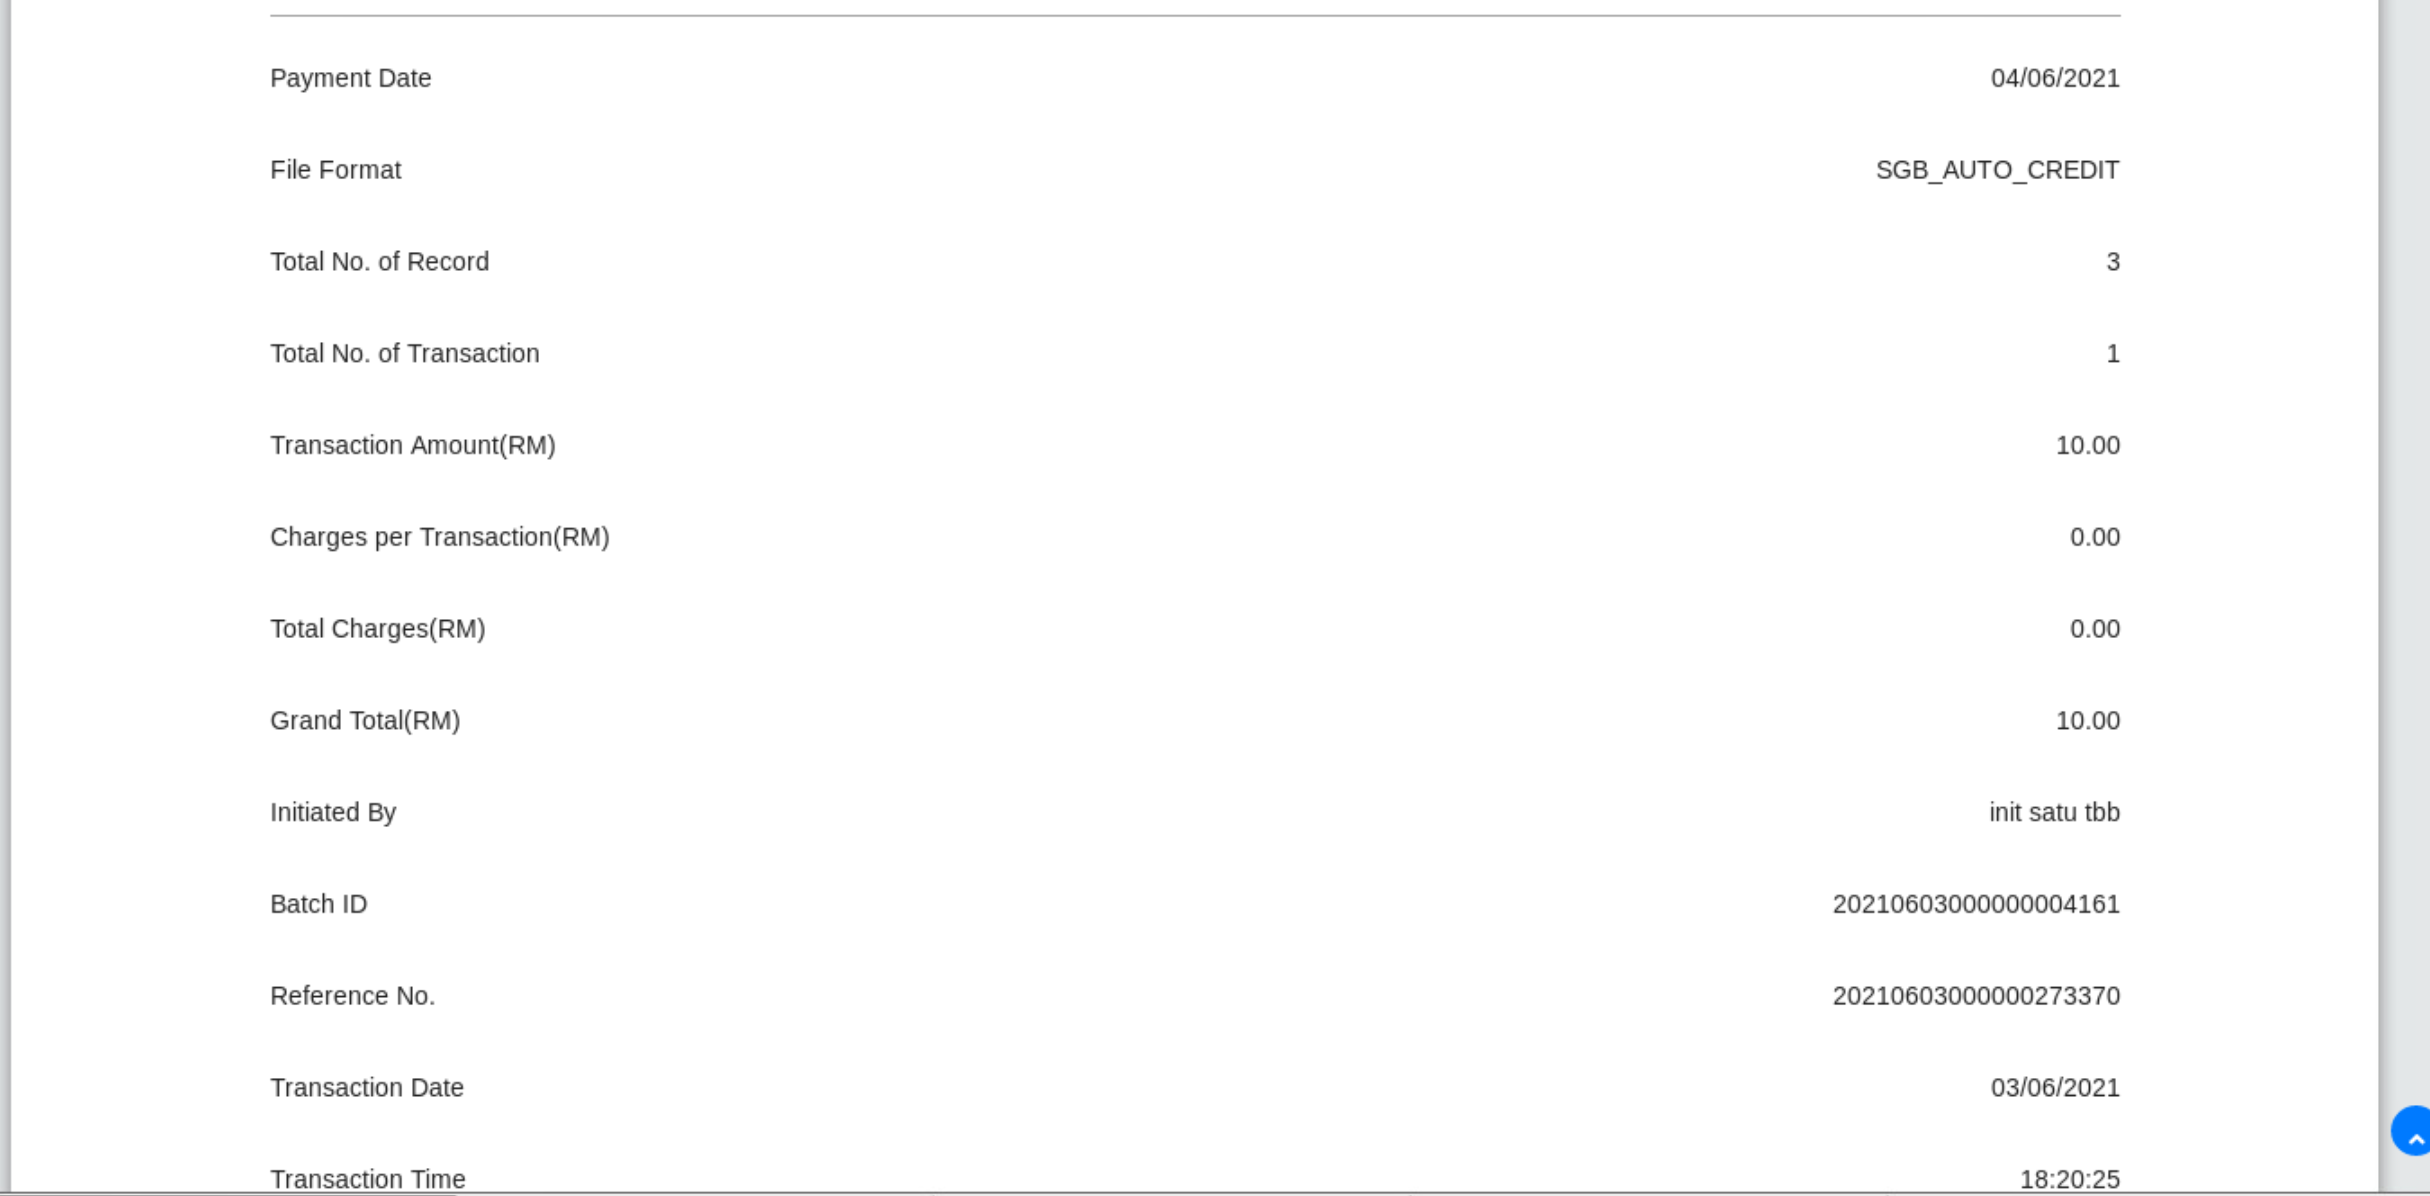 Payment Date 04/06/2021
File Format SGB_AUTO_CREDIT
Total No. of Record 3
Total No. of Transaction 1
Transaction Amount(RM) 10.00
Charges per Transaction(RM) 0.00
Total Charges(RM) 0.00
Grand Total(RM) 10.00
Initiated By init satu tbb
Batch ID 20210603000000004161
Reference No. 20210603000000273370
Transaction Date 03/06/2021
Transaction Time 18:20:25